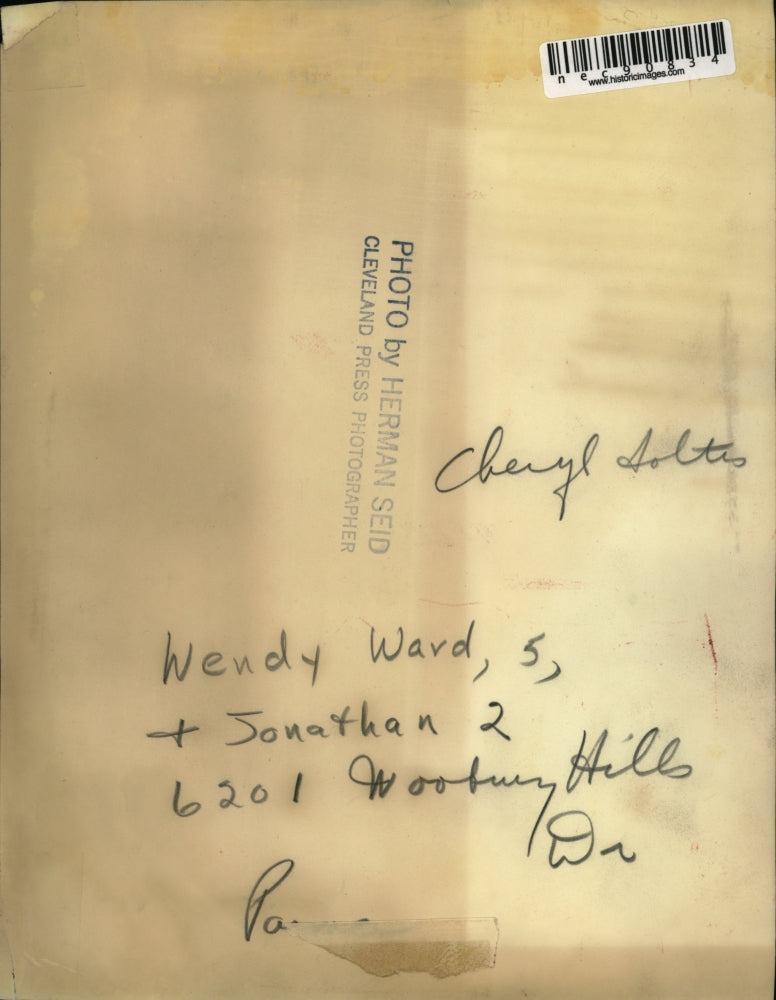 nec90834
www.historicimages.com
PHOTO by HERMAN SEID
CLEVELAND PRESS PHOTOGRAPHER
Cheryl Soltis
Wendy Ward, 5,
+ Jonathan 2
6201 Woobury Hills
Dr